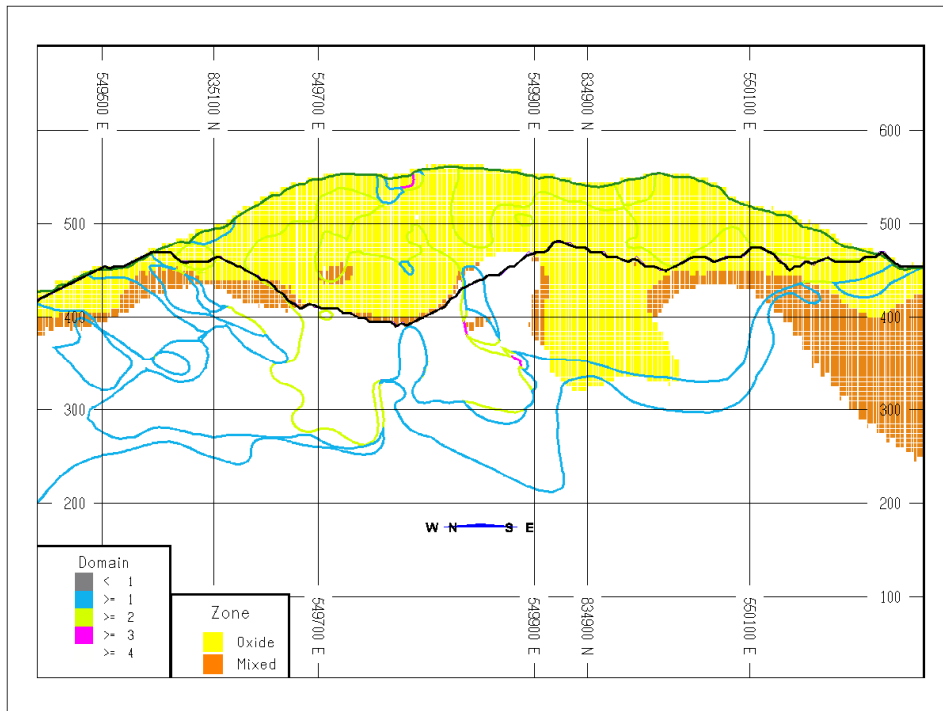 549500 E
835100 N
549700 E
549900 E
834900 N
550100 E
600 600
500 500
400 400
300 300
200 200
100
W N S E
Domain
< 1
>= 1
>= 2
>= 3
>= 4
Zone
Oxide
Mixed
549700 E
549900 E
834900 N
550100 E